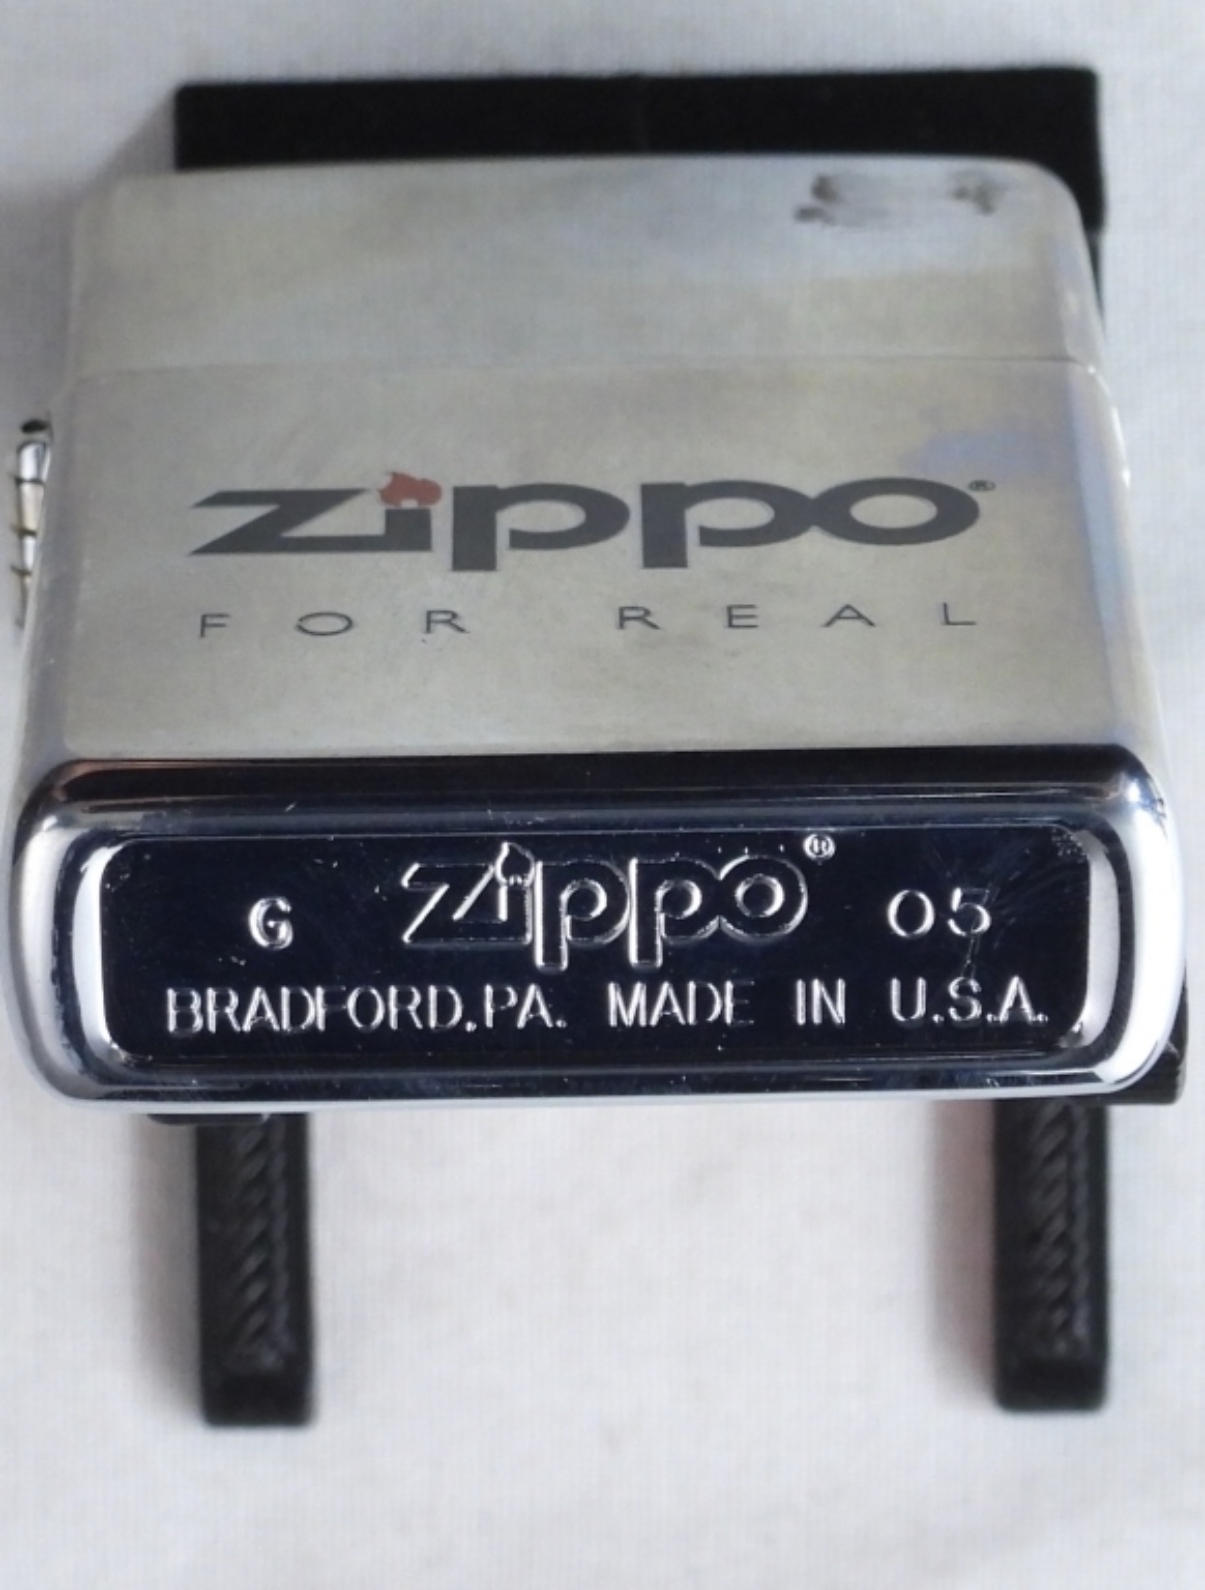 Zippo®
FOR REAL
G Zippo® 05
BRADFORD, PA. MADE IN U.S.A.